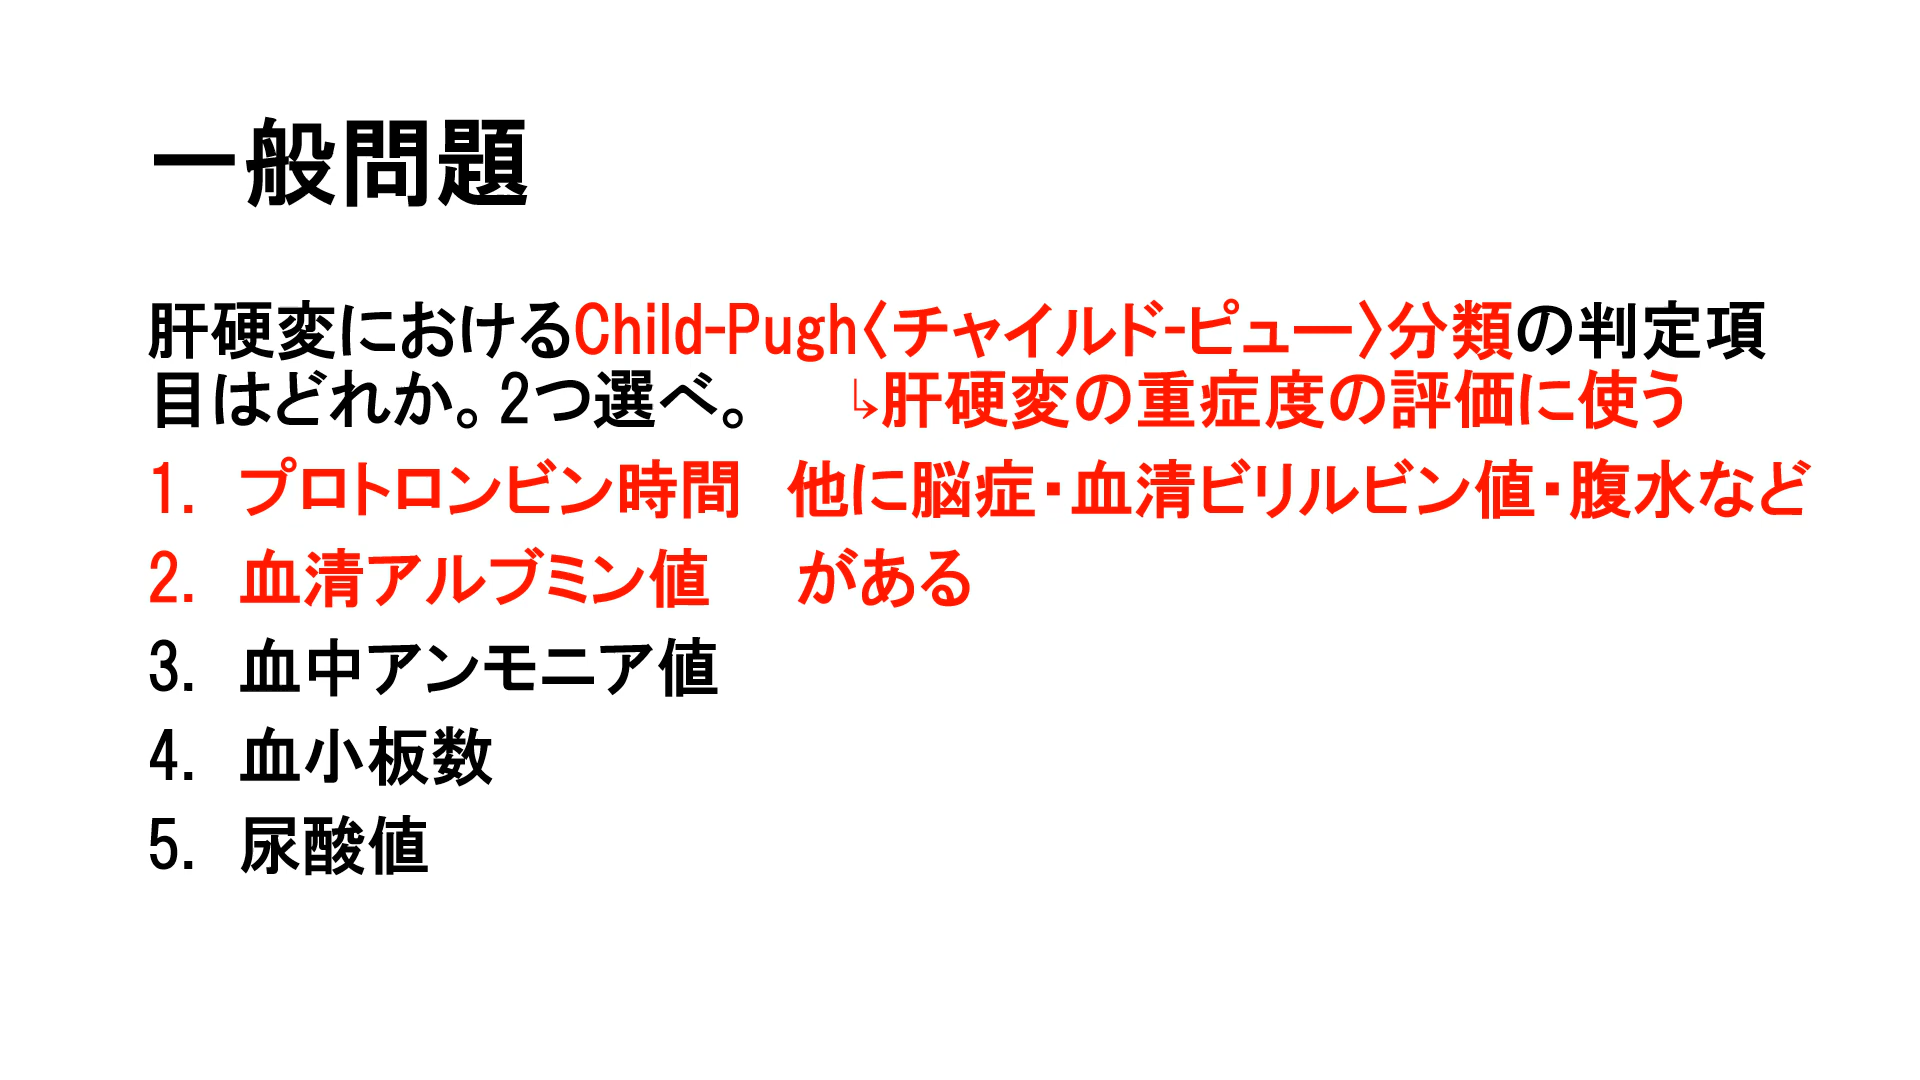 一般問題
肝硬変におけるChild-Pugh〈チャイルド-ピュー〉分類の判定項
目はどれか。2つ選べ。 ↳肝硬変の重症度の評価に使う
1. プロトロンビン時間 他に脳症・血清ビリルビン値・腹水など
2. 血清アルブミン値 がある
3. 血中アンモニア値
4. 血小板数
5. 尿酸値